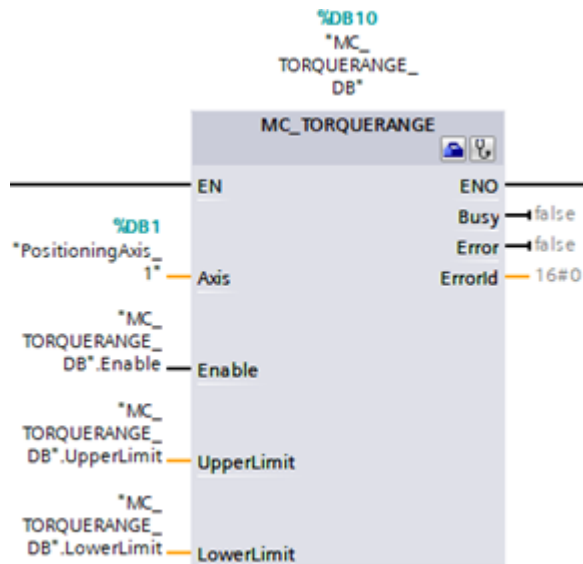 %DB10
"MC_
TORQUERANGE_
DB"
MC_TORQUERANGE
EN
ENO
Busy
false
%DB1
Error
false
"PositioningAxis_
1"
Axis
ErrorId
16#0
"MC_
TORQUERANGE_
DB".Enable
Enable
"MC_
TORQUERANGE_
DB".UpperLimit
UpperLimit
"MC_
TORQUERANGE_
DB".LowerLimit
LowerLimit